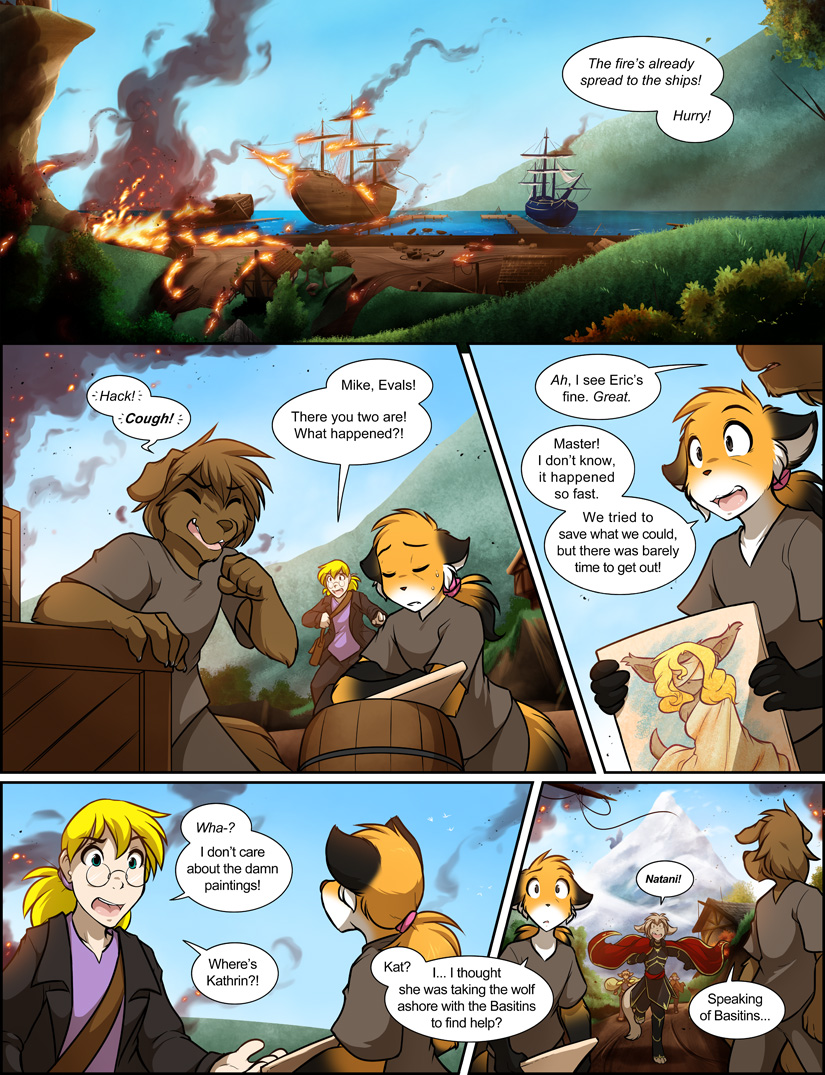 The fire's already
spread to the ships!
Hurry!
Hack!
Cough!
Mike, Evals!
There you two are!
What happened?!
Ah, I see Eric's
fine. Great.
Master!
I don't know,
it happened
so fast.
We tried to
save what we could,
but there was barely
time to get out!
Wha-?
I don't care
about the damn
paintings!
Where's
Kathrin?!
Kat?
I... I thought
she was taking the wolf
ashore with the Basitins
to find help?
Natani!
Speaking
of Basitins...